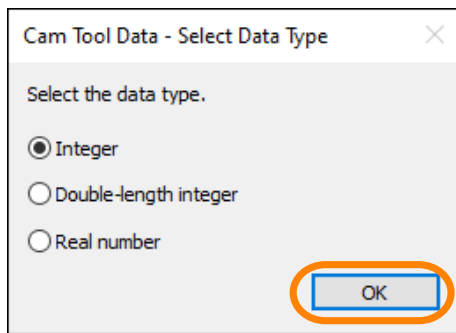 Cam Tool Data - Select Data Type
Select the data type.
Integer
Double-length integer
Real number
OK